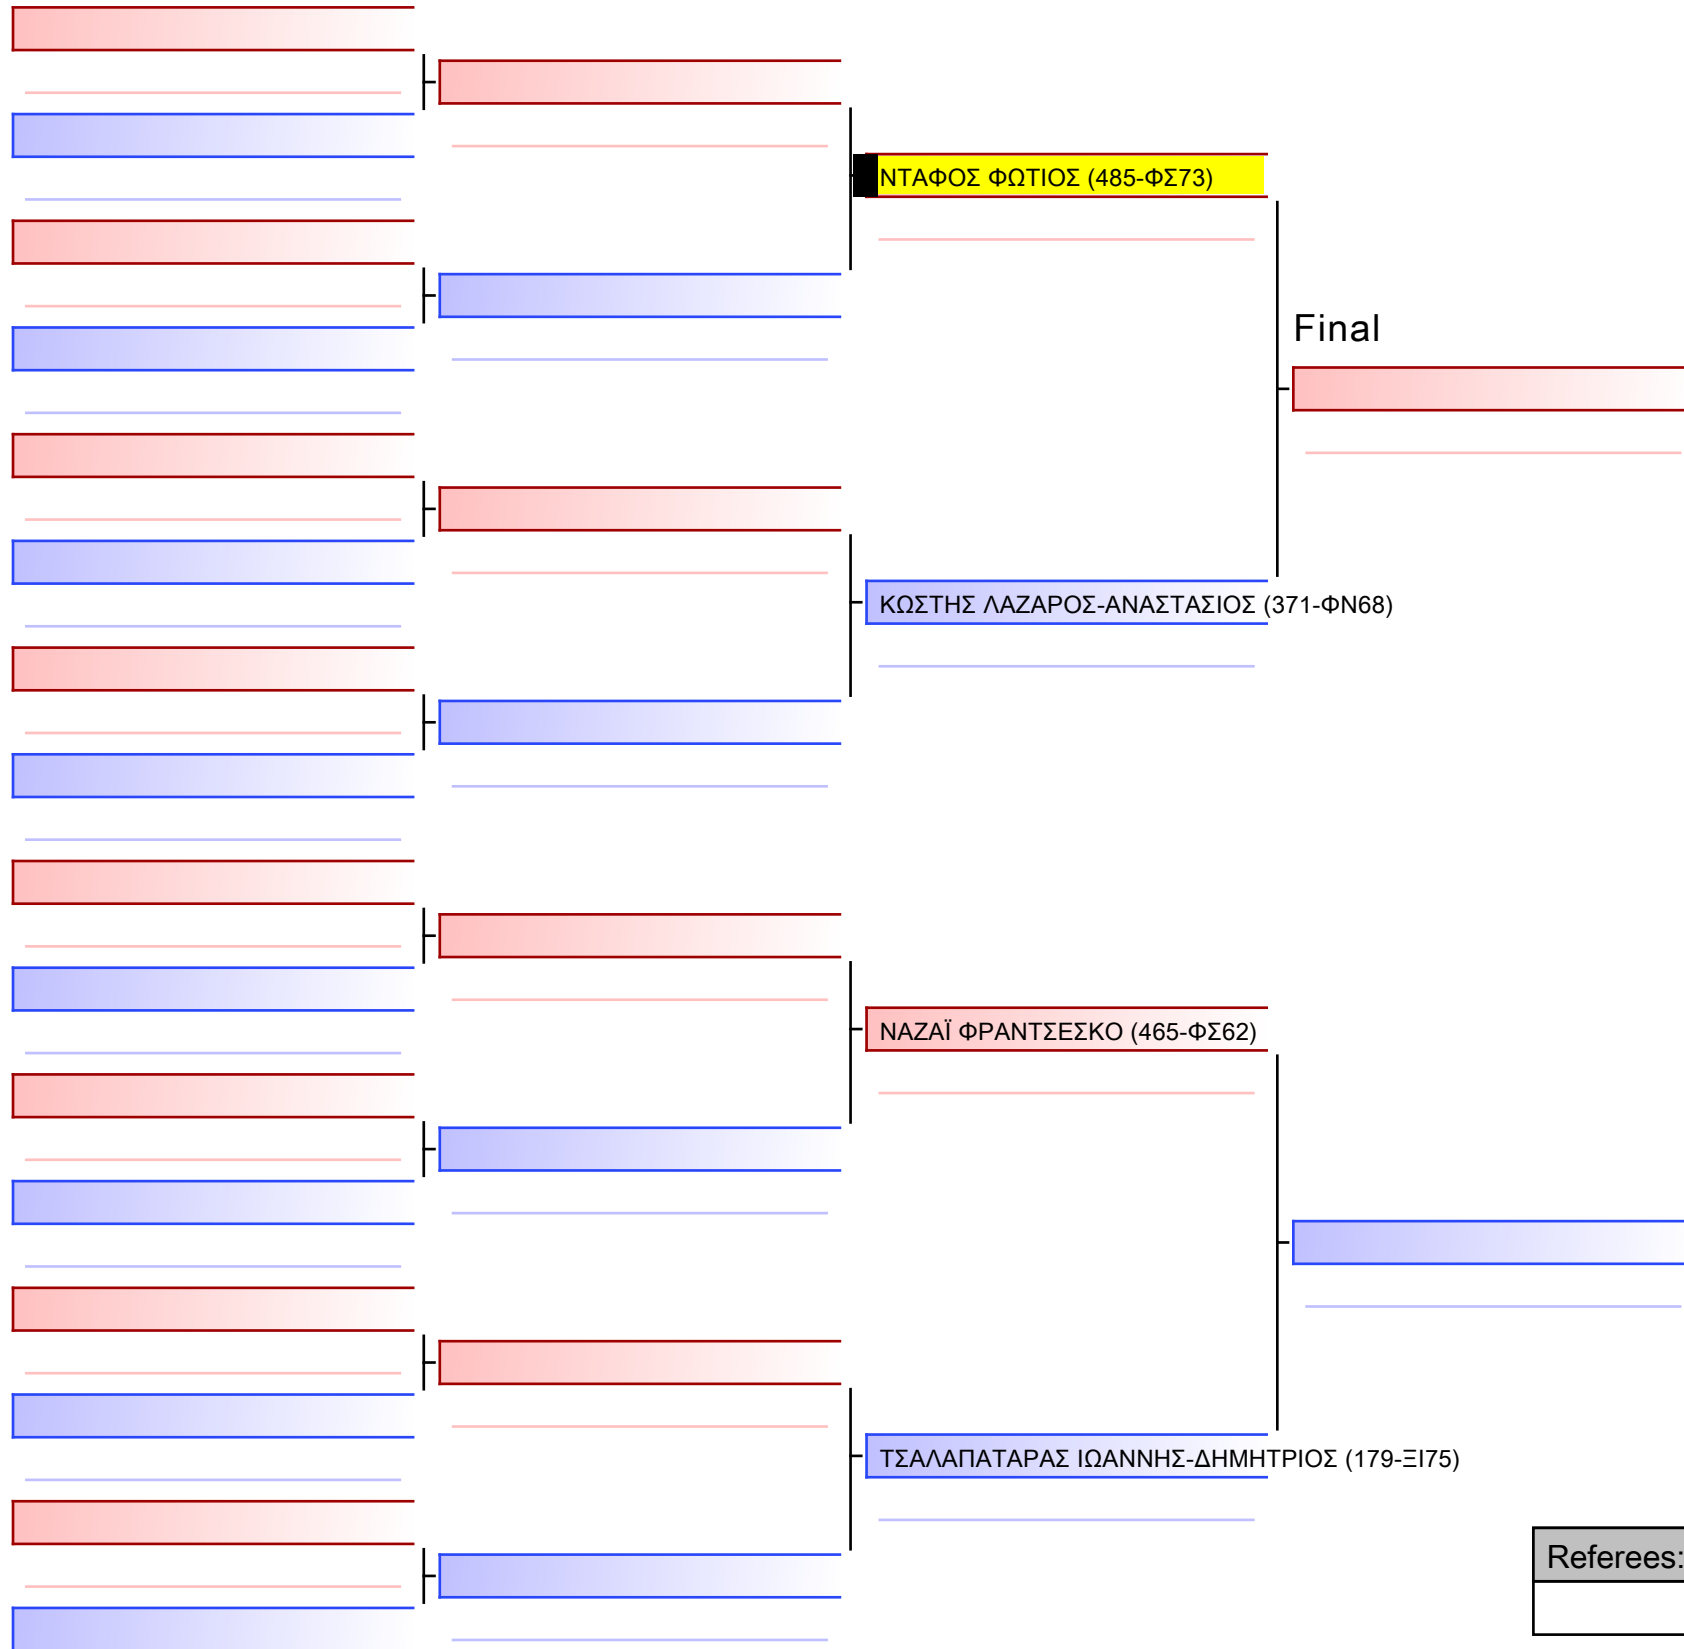 ΝΤΑΦΟΣ ΦΩΤΙΟΣ (485-ΦΣ73)
Final
ΚΩΣΤΗΣ ΛΑΖΑΡΟΣ-ΑΝΑΣΤΑΣΙΟΣ (371-ΦΝ68)
ΝΑΖΑΪ ΦΡΑΝΤΣΕΣΚΟ (465-ΦΣ62)
ΤΣΑΛΑΠΑΤΑΡΑΣ ΙΩΑΝΝΗΣ-ΔΗΜΗΤΡΙΟΣ (179-ΞΙ75)
Referees: